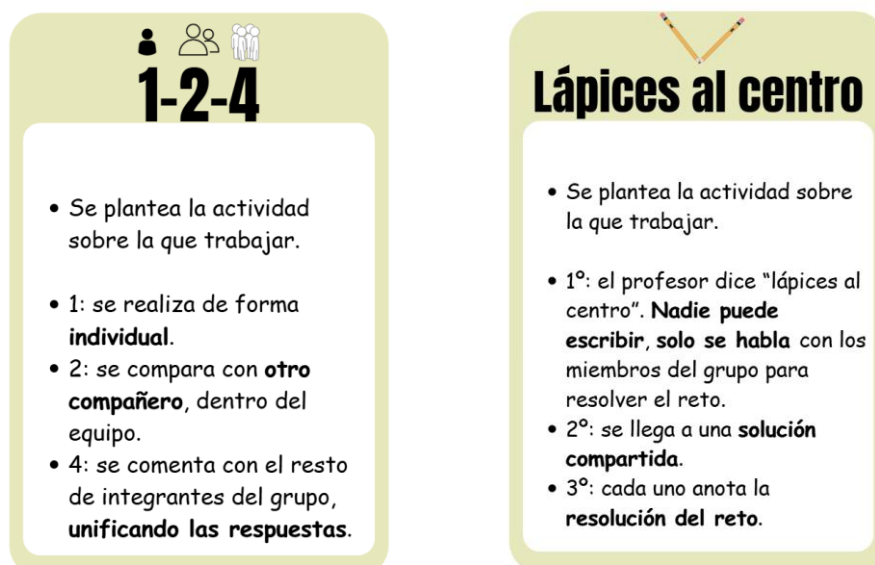 1-2-4
• Se plantea la actividad
sobre la que trabajar.
• 1: se realiza de forma
individual.
• 2: se compara con otro
compañero, dentro del
equipo.
• 4: se comenta con el resto
de integrantes del grupo,
unificando las respuestas.
Lápices al centro
• Se plantea la actividad sobre
la que trabajar.
• 1º: el profesor dice “lápices al
centro”. Nadie puede
escribir, solo se habla con los
miembros del grupo para
resolver el reto.
• 2º: se llega a una solución
compartida.
• 3º: cada uno anota la
resolución del reto.